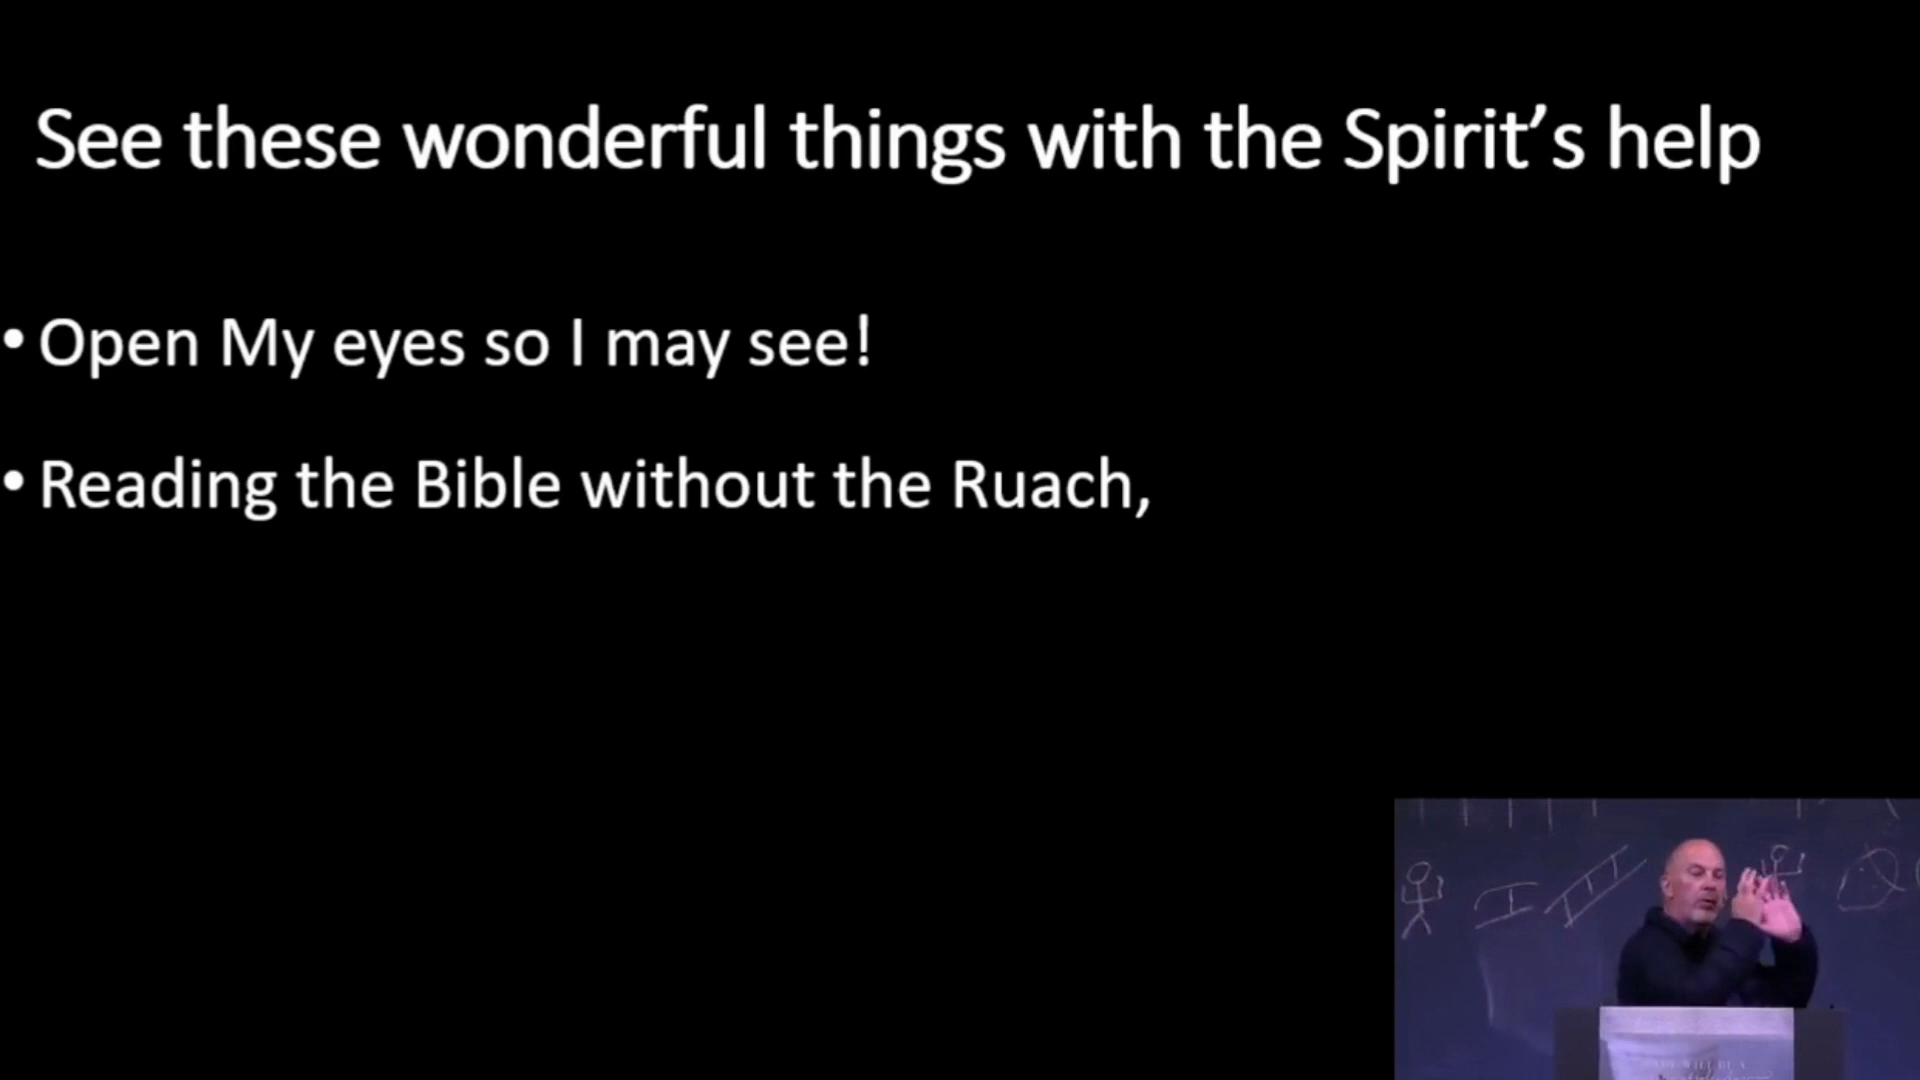 See these wonderful things with the Spirit’s help
• Open My eyes so I may see!
• Reading the Bible without the Ruach,